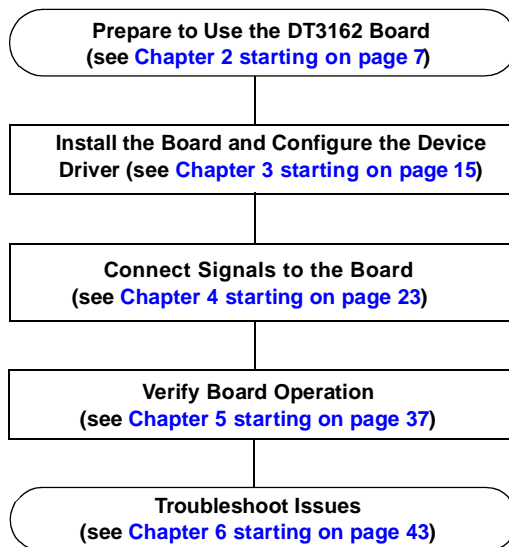 Prepare to Use the DT3162 Board
(see Chapter 2 starting on page 7)
Install the Board and Configure the Device
Driver (see Chapter 3 starting on page 15)
Connect Signals to the Board
(see Chapter 4 starting on page 23)
Verify Board Operation
(see Chapter 5 starting on page 37)
Troubleshoot Issues
(see Chapter 6 starting on page 43)